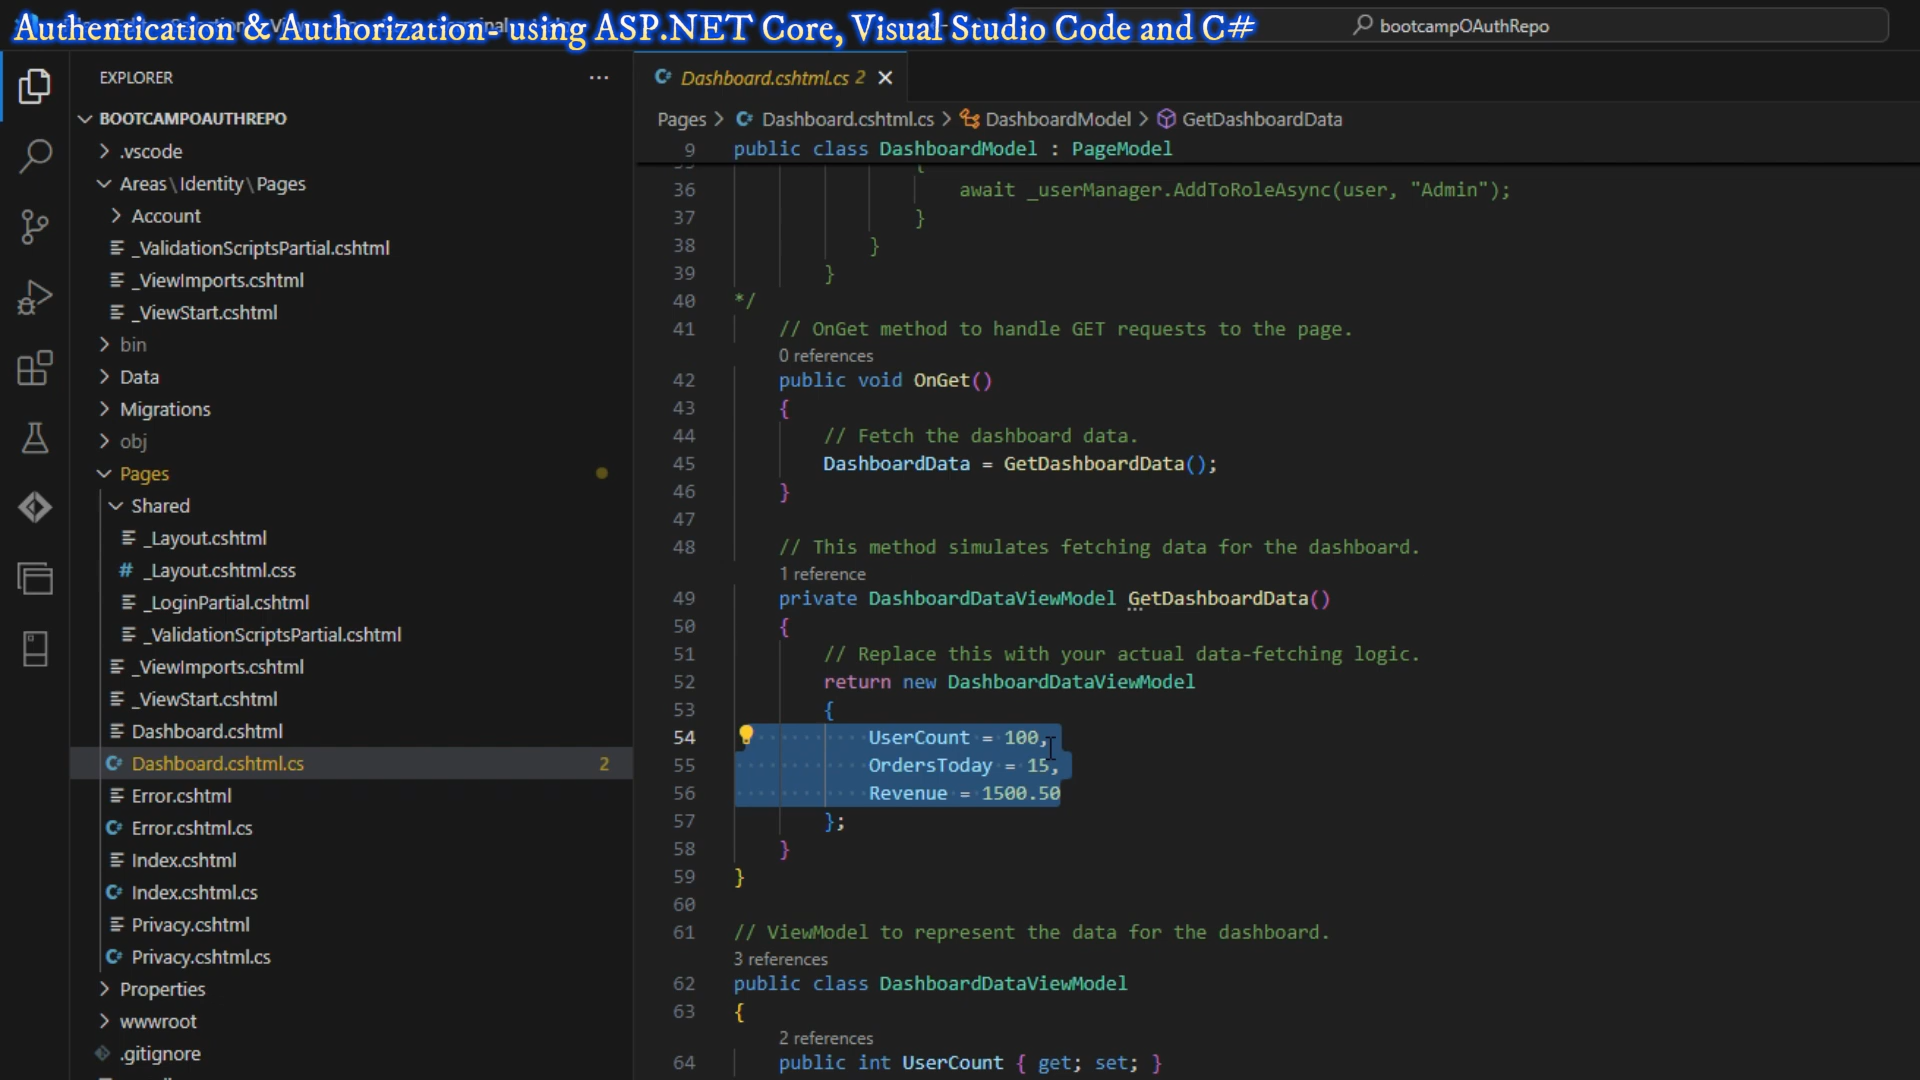 Authentication & Authorization- using ASP.NET Core, Visual Studio Code and C#
bootcampOAuthRepo
EXPLORER
BOOTCAMPOAUTHREPO
.vscode
Areas\Identity\Pages
Account
_ValidationScriptsPartial.cshtml
_ViewImports.cshtml
_ViewStart.cshtml
bin
Data
Migrations
obj
Pages
Shared
_Layout.cshtml
_Layout.cshtml.css
_LoginPartial.cshtml
_ValidationScriptsPartial.cshtml
_ViewImports.cshtml
_ViewStart.cshtml
Dashboard.cshtml
Dashboard.cshtml.cs 2
Error.cshtml
Error.cshtml.cs
Index.cshtml
Index.cshtml.cs
Privacy.cshtml
Privacy.cshtml.cs
Properties
wwwroot
.gitignore
Dashboard.cshtml.cs 2
Pages > Dashboard.cshtml.cs > DashboardModel > GetDashboardData
9 public class DashboardModel : PageModel
36 await _userManager.AddToRoleAsync(user, "Admin");
37 }
38 }
39 }
40 */
41 // OnGet method to handle GET requests to the page.
0 references
42 public void OnGet()
43 {
44 // Fetch the dashboard data.
45 DashboardData = GetDashboardData();
46 }
47
48 // This method simulates fetching data for the dashboard.
1 reference
49 private DashboardDataViewModel GetDashboardData()
50 {
51 // Replace this with your actual data-fetching logic.
52 return new DashboardDataViewModel
53 {
54 UserCount = 100,
55 OrdersToday = 15,
56 Revenue = 1500.50
57 };
58 }
59 }
60
61 // ViewModel to represent the data for the dashboard.
3 references
62 public class DashboardDataViewModel
63 {
2 references
64 public int UserCount { get; set; }